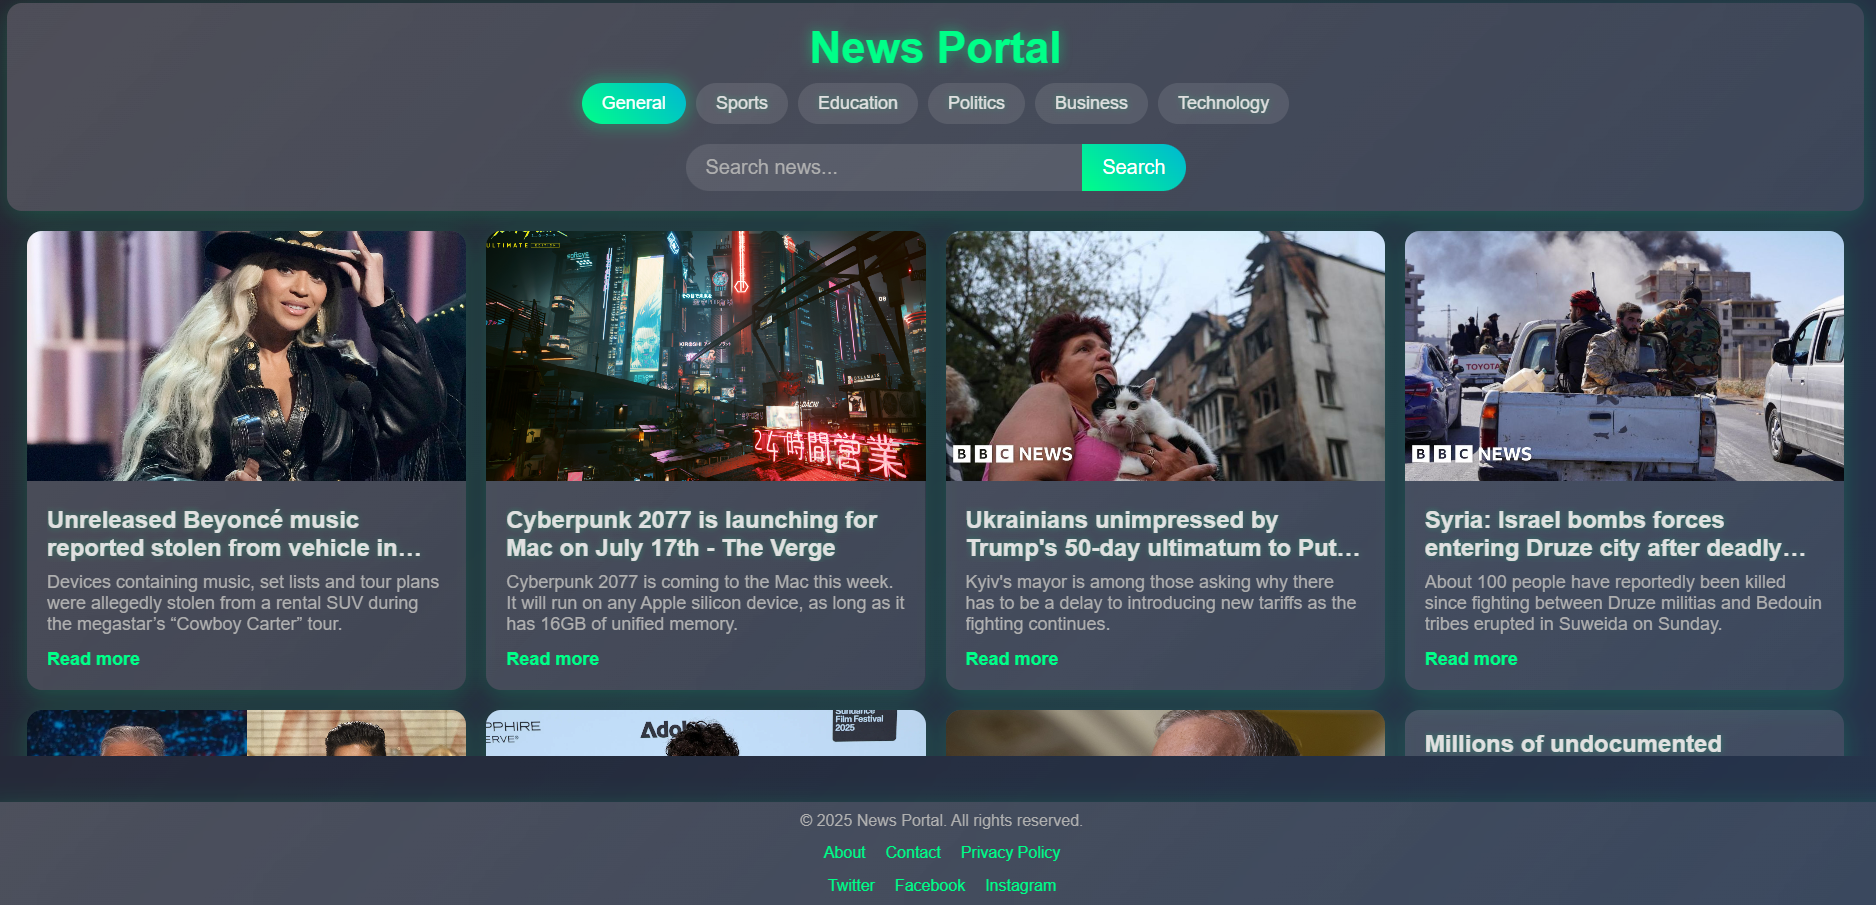 News Portal
General
Sports
Education
Politics
Business
Technology
Search news...
Search
ULTIMATE
24時間営業
BBC NEWS
TOYOTA
BBC NEWS
Unreleased Beyoncé music
reported stolen from vehicle in…
Devices containing music, set lists and tour plans
were allegedly stolen from a rental SUV during
the megastar’s “Cowboy Carter” tour.
Read more
Cyberpunk 2077 is launching for
Mac on July 17th - The Verge
Cyberpunk 2077 is coming to the Mac this week.
It will run on any Apple silicon device, as long as it
has 16GB of unified memory.
Read more
Ukrainians unimpressed by
Trump's 50-day ultimatum to Put…
Kyiv's mayor is among those asking why there
has to be a delay to introducing new tariffs as the
fighting continues.
Read more
Syria: Israel bombs forces
entering Druze city after deadly…
About 100 people have reportedly been killed
since fighting between Druze militias and Bedouin
tribes erupted in Suweida on Sunday.
Read more
PPHIRE
ERVE®
Ado
Sundance
Film Festival
2025
Millions of undocumented
© 2025 News Portal. All rights reserved.
About Contact Privacy Policy
Twitter Facebook Instagram